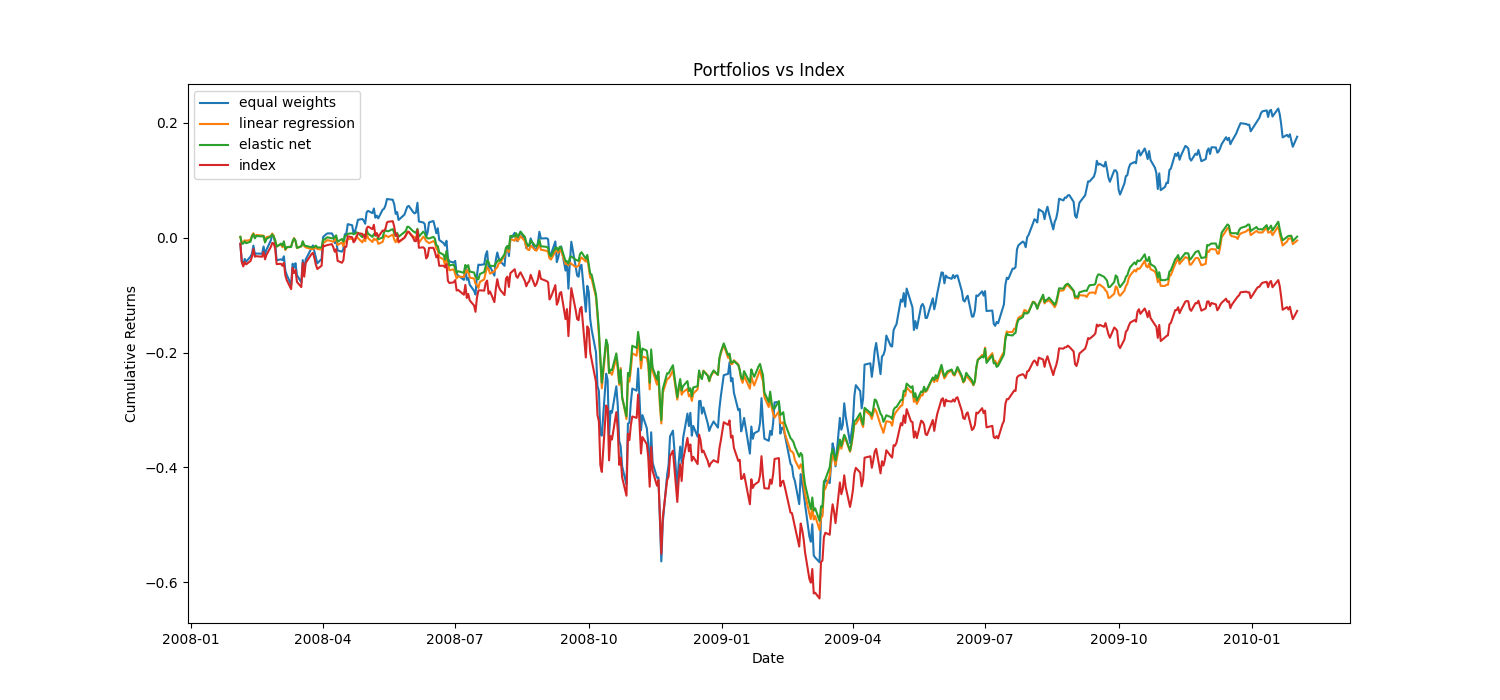 Portfolios vs Index
equal weights
linear regression
elastic net
index
0.2
0.0
−0.2
−0.4
−0.6
Cumulative Returns
2008-01
2008-04
2008-07
2008-10
2009-01
2009-04
2009-07
2009-10
2010-01
Date